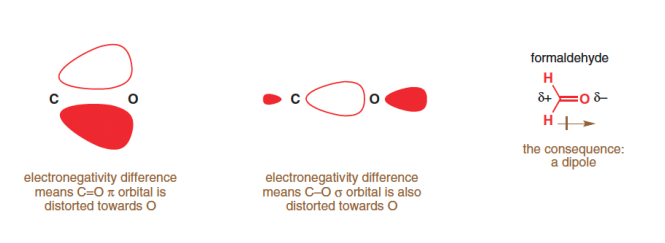 C
O
electronegativity difference
means C=O π orbital is
distorted towards O
C
O
electronegativity difference
means C–O σ orbital is also
distorted towards O
formaldehyde
H
δ+
O δ–
H
the consequence:
a dipole